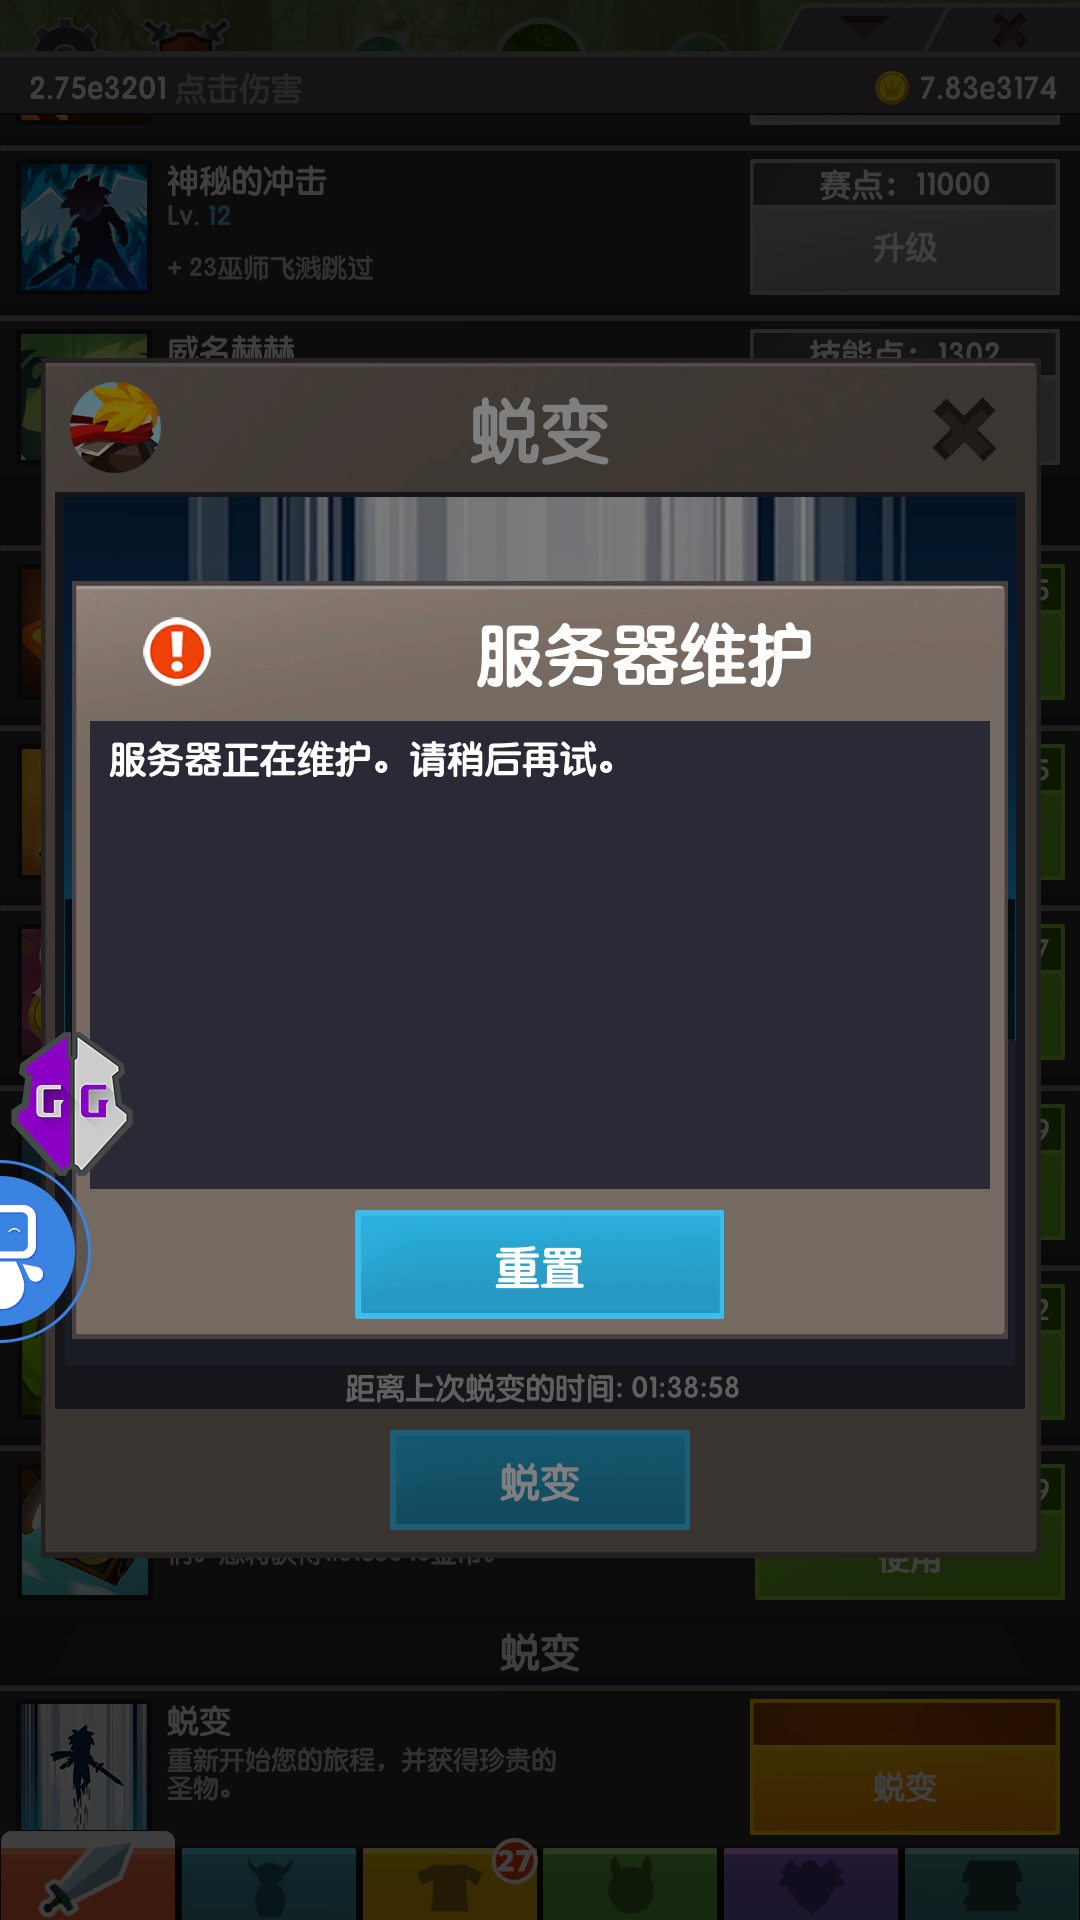 2.75e3201 点击伤害
7.83e3174
神秘的冲击
Lv. 12
+ 23巫师飞溅跳过
赛点：11000
升级
威名赫赫
技能点：1302
蜕变
服务器维护
服务器正在维护。请稍后再试。
GG
重置
距离上次蜕变的时间: 01:38:58
蜕变
使用
蜕变
蜕变
重新开始您的旅程，并获得珍贵的
圣物。
蜕变
27